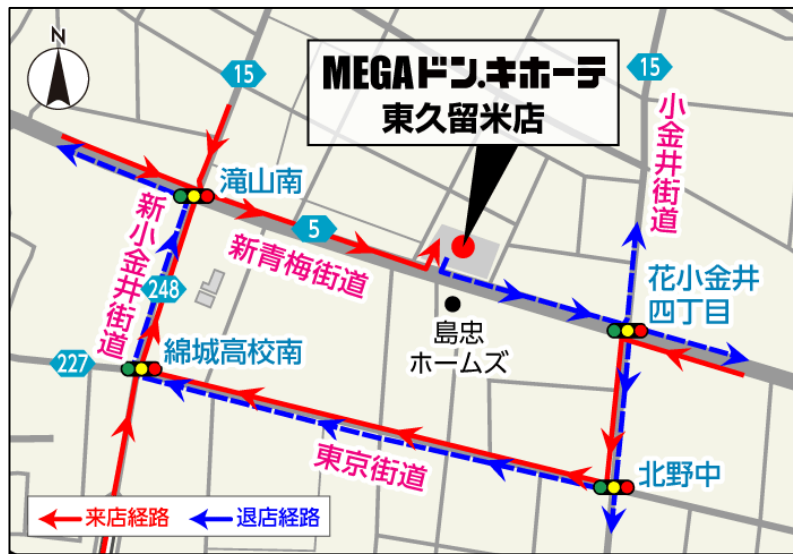 N
15
MEGAドン.キホーテ
東久留米店
15
小金井街道
滝山南
5
新青梅街道
新小金井街道
248
花小金井
四丁目
島忠
ホームズ
227
綿城高校南
東京街道
北野中
来店経路
退店経路